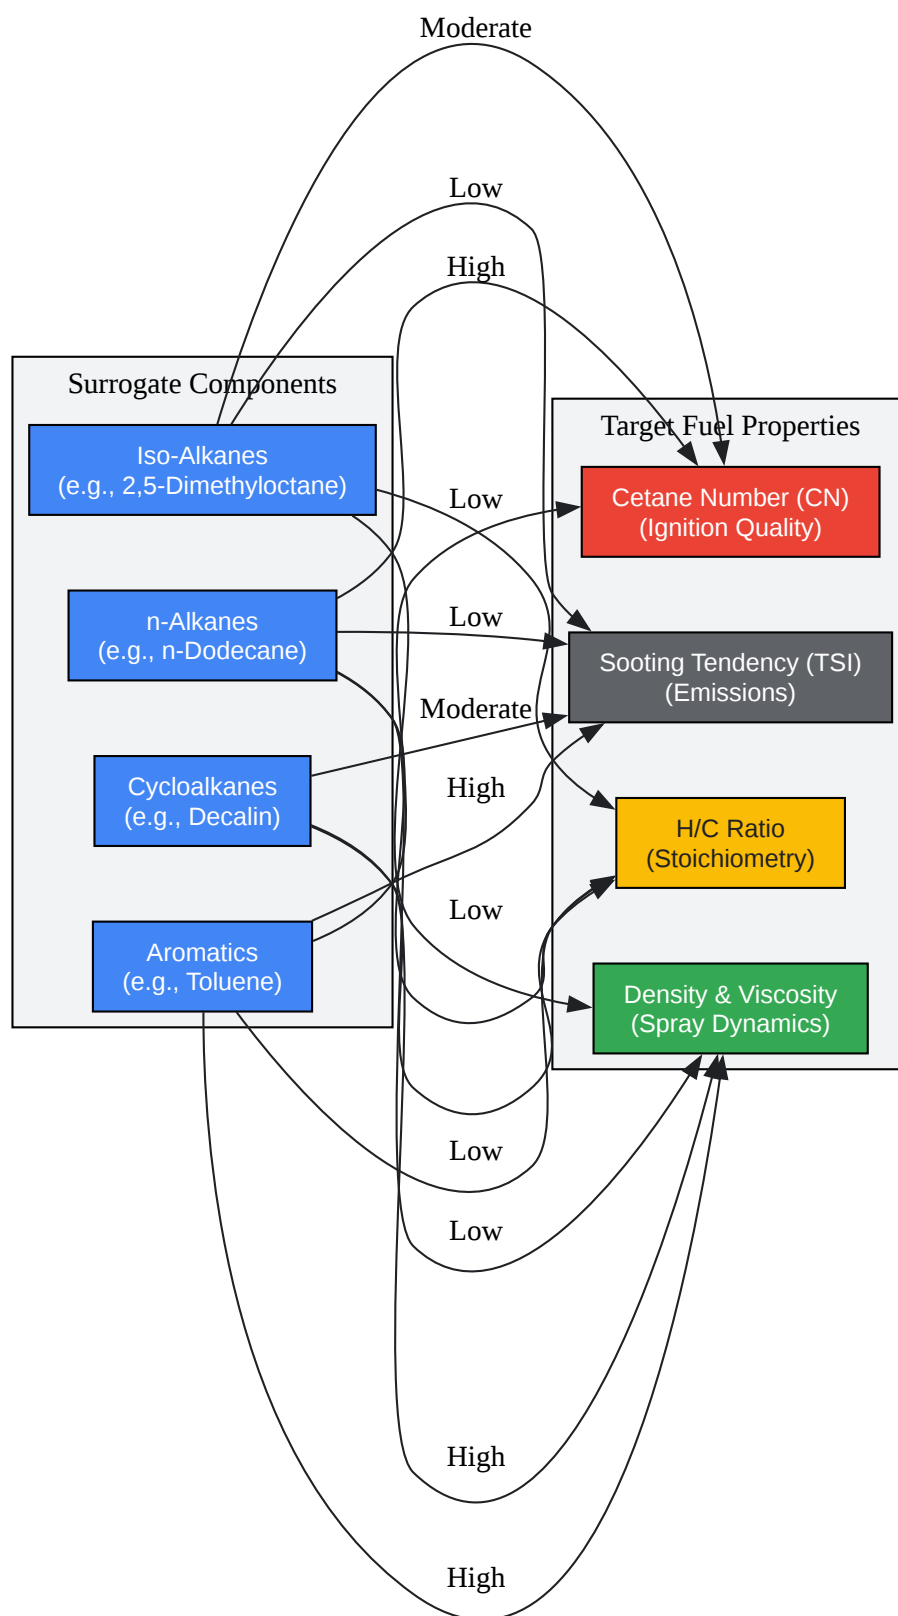 Moderate
Low
High
Surrogate Components
Iso-Alkanes
(e.g., 2,5-Dimethyloctane)
n-Alkanes
(e.g., n-Dodecane)
Cycloalkanes
(e.g., Decalin)
Aromatics
(e.g., Toluene)
Low
Low
Moderate
High
Low
Low
Low
High
High
Target Fuel Properties
Cetane Number (CN)
(Ignition Quality)
Sooting Tendency (TSI)
(Emissions)
H/C Ratio
(Stoichiometry)
Density & Viscosity
(Spray Dynamics)